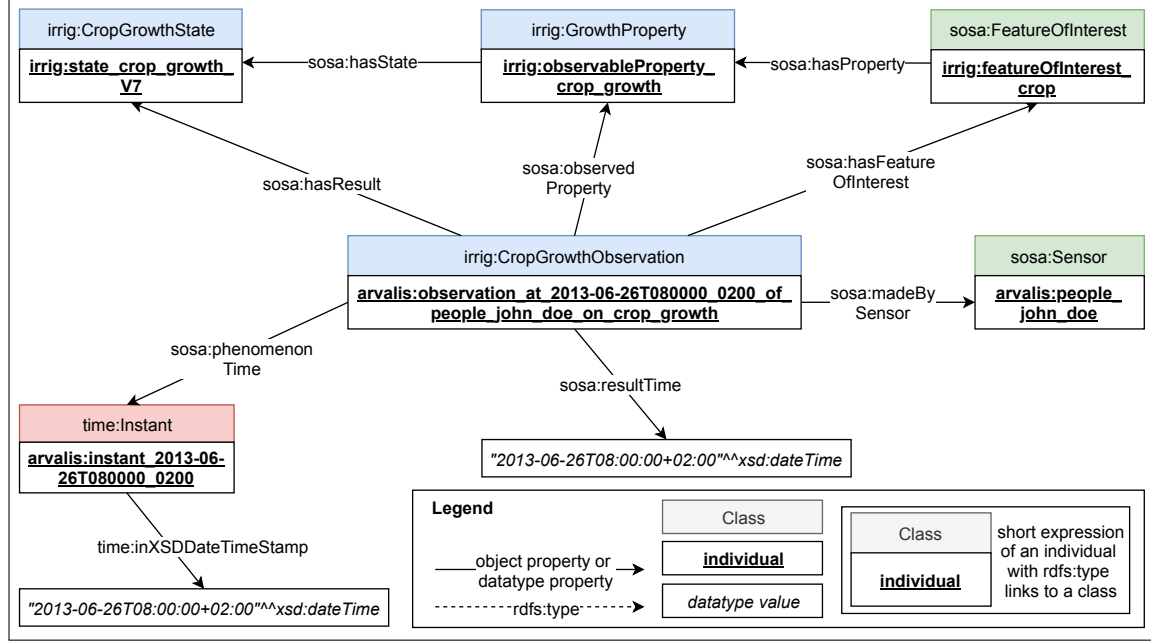 irrig:CropGrowthState
irrig:state_crop_growth_
V7
sosa:hasState
irrig:GrowthProperty
irrig:observableProperty_
crop_growth
sosa:hasProperty
sosa:FeatureOfInterest
irrig:featureOfInterest_
crop
sosa:hasResult
sosa:observed
Property
sosa:hasFeature
OfInterest
irrig:CropGrowthObservation
arvalis:observation_at_2013-06-26T080000_0200_of_
people_john_doe_on_crop_growth
sosa:madeBy
Sensor
sosa:Sensor
arvalis:people_
john_doe
sosa:phenomenon
Time
sosa:resultTime
time:Instant
arvalis:instant_2013-06-
26T080000_0200
"2013-06-26T08:00:00+02:00"^^xsd:dateTime
time:inXSDDateTimeStamp
"2013-06-26T08:00:00+02:00"^^xsd:dateTime
Legend
object property or
datatype property
rdfs:type
Class
individual
datatype value
Class
individual
short expression
of an individual
with rdfs:type
links to a class